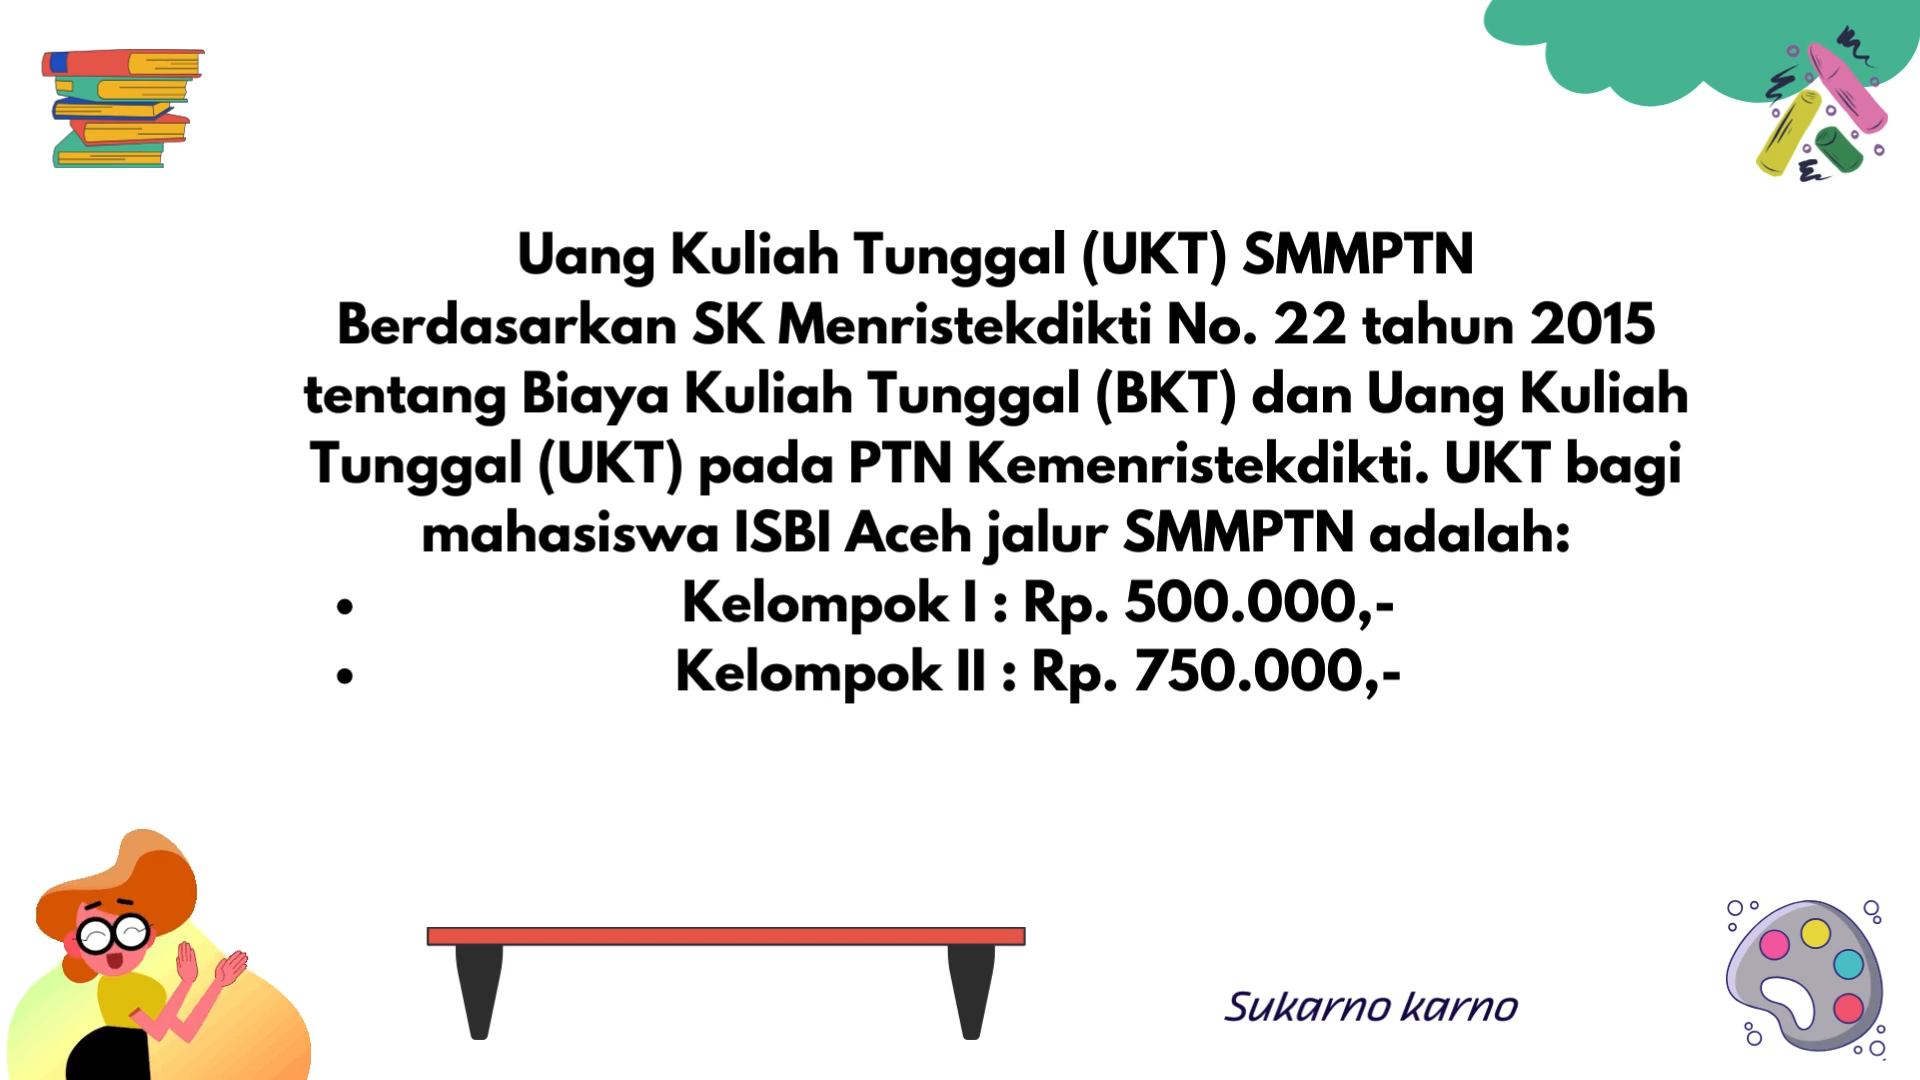 Uang Kuliah Tunggal (UKT) SMMPTN
Berdasarkan SK Menristekdikti No. 22 tahun 2015
tentang Biaya Kuliah Tunggal (BKT) dan Uang Kuliah
Tunggal (UKT) pada PTN Kemenristekdikti. UKT bagi
mahasiswa ISBI Aceh jalur SMMPTN adalah:
• Kelompok I : Rp. 500.000,-
• Kelompok II : Rp. 750.000,-
Sukarno karno